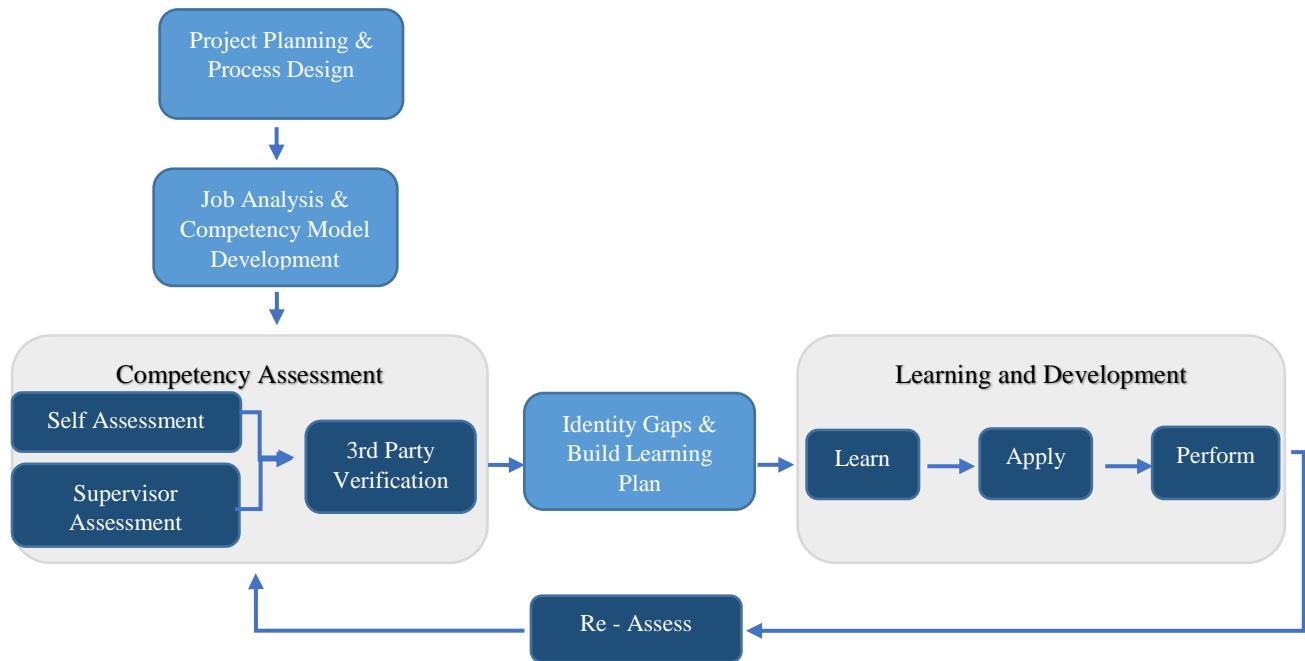 Project Planning &
Process Design
Job Analysis &
Competency Model
Development
Competency Assessment
Self Assessment
Supervisor
Assessment
3rd Party
Verification
Identity Gaps &
Build Learning
Plan
Learning and Development
Learn
Apply
Perform
Re - Assess